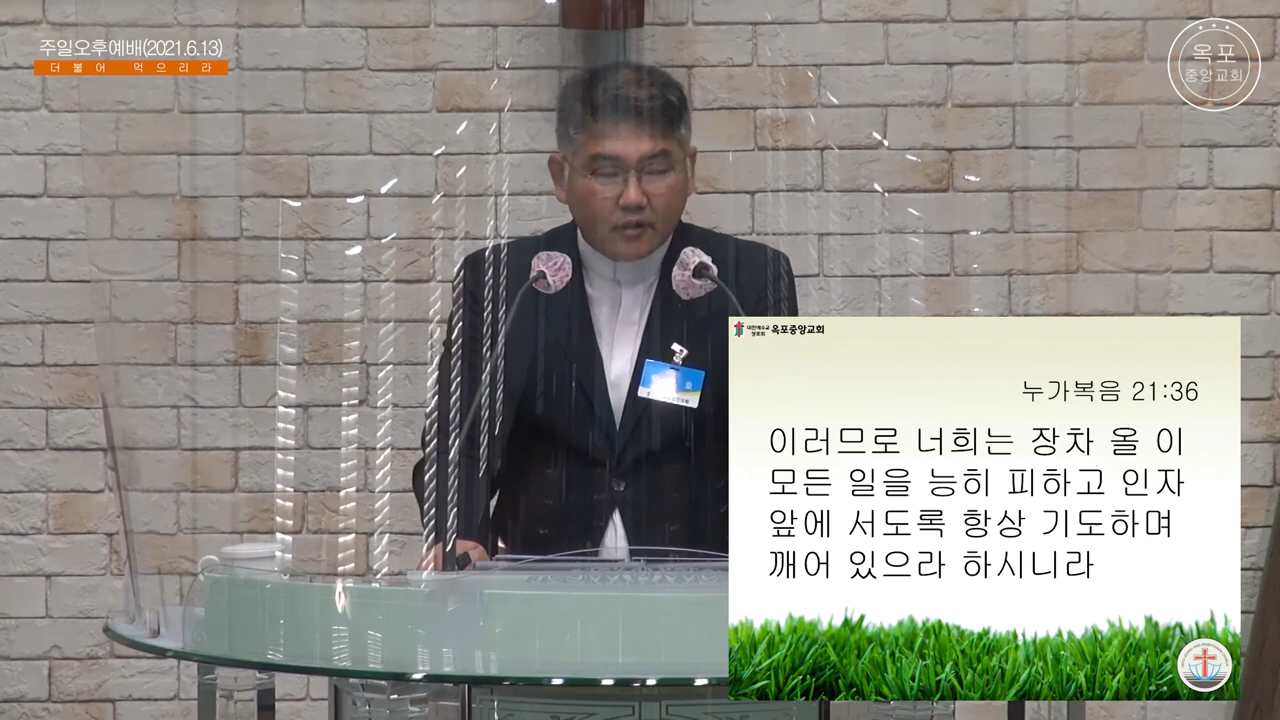 주일오후예배(2021.6.13)
더불어 먹으리라
옥포
중앙교회
대한예수교
장로회
옥포중앙교회
누가복음 21:36
이러므로 너희는 장차 올 이
모든 일을 능히 피하고 인자
앞에 서도록 항상 기도하며
깨어 있으라 하시니라